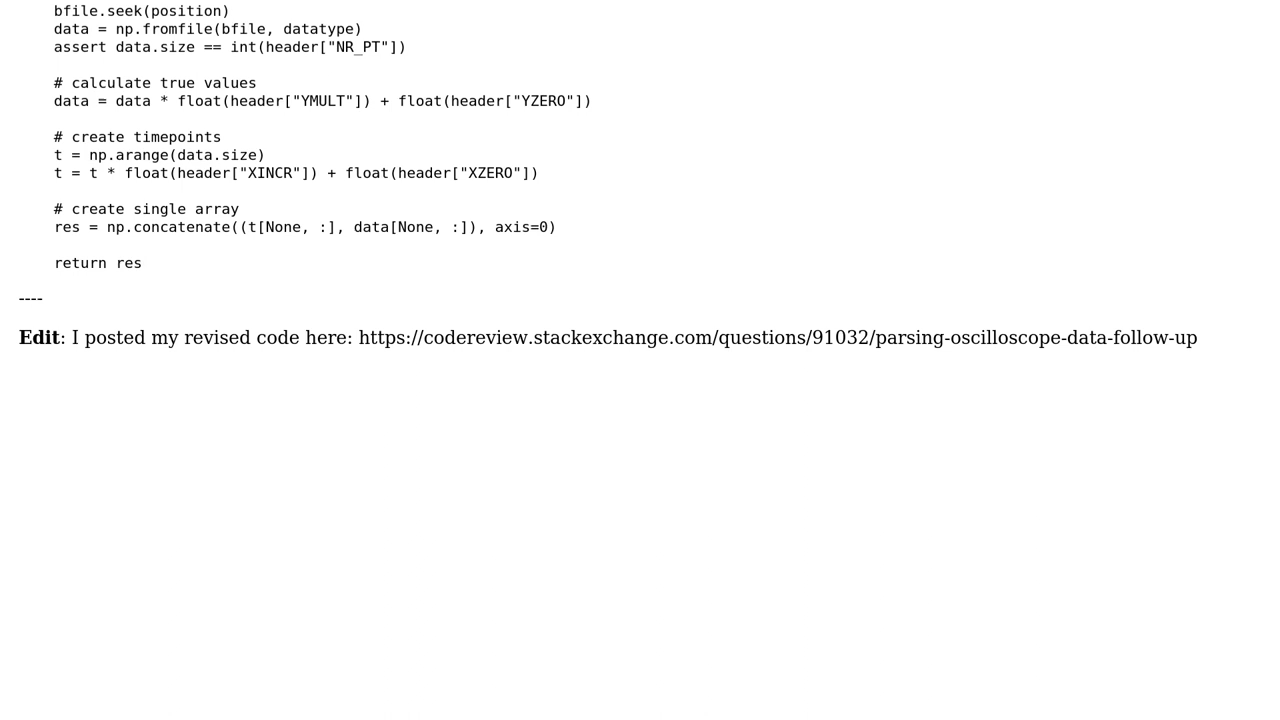 bfile.seek(position)
data = np.fromfile(bfile, datatype)
assert data.size == int(header["NR_PT"])
# calculate true values
data = data * float(header["YMULT"]) + float(header["YZERO"])
# create timepoints
t = np.arange(data.size)
t = t * float(header["XINCR"]) + float(header["XZERO"])
# create single array
res = np.concatenate((t[None, :], data[None, :]), axis=0)
return res
----
Edit: I posted my revised code here: https://codereview.stackexchange.com/questions/91032/parsing-oscilloscope-data-follow-up